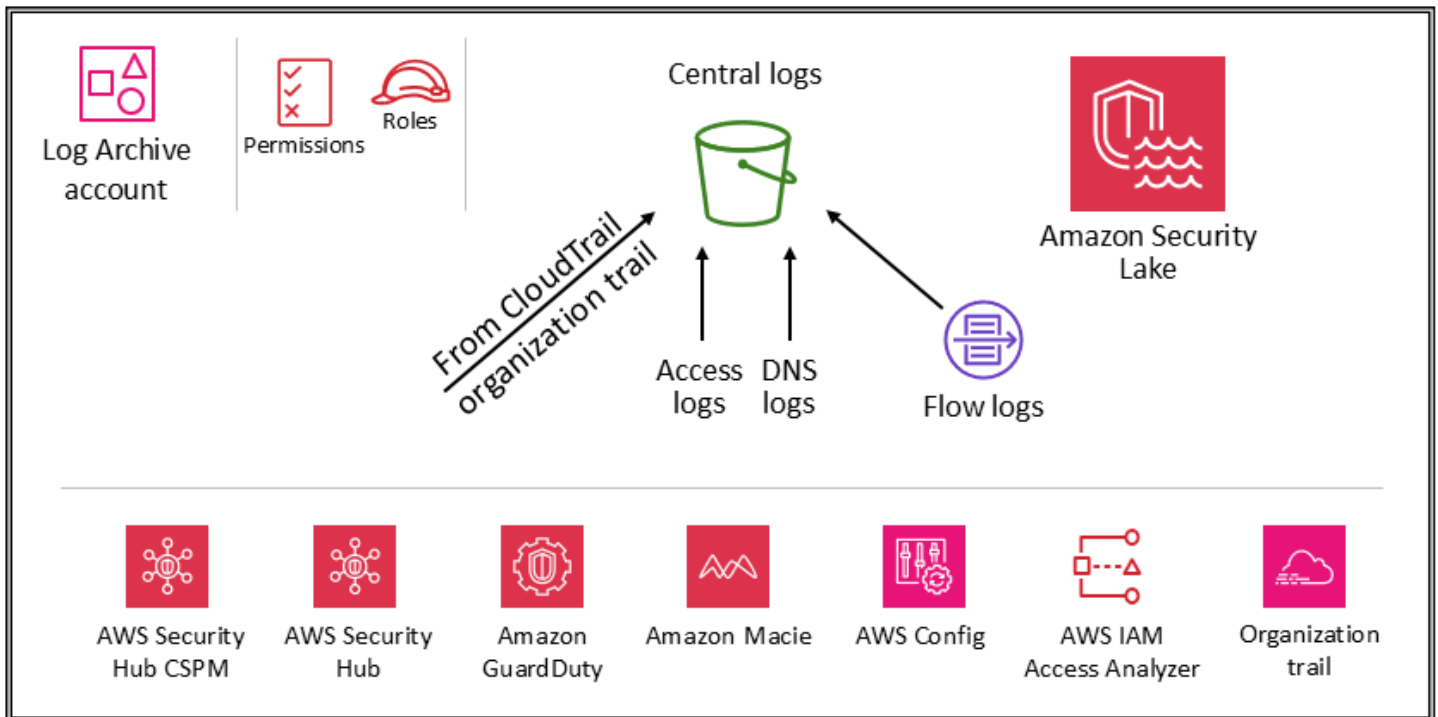 Log Archive
account
Permissions
Roles
Central logs
Amazon Security
Lake
From CloudTrail
organization trail
Access
logs
DNS
logs
Flow logs
AWS Security
Hub CSPM
AWS Security
Hub
Amazon
GuardDuty
Amazon Macie
AWS Config
AWS IAM
Access Analyzer
Organization
trail